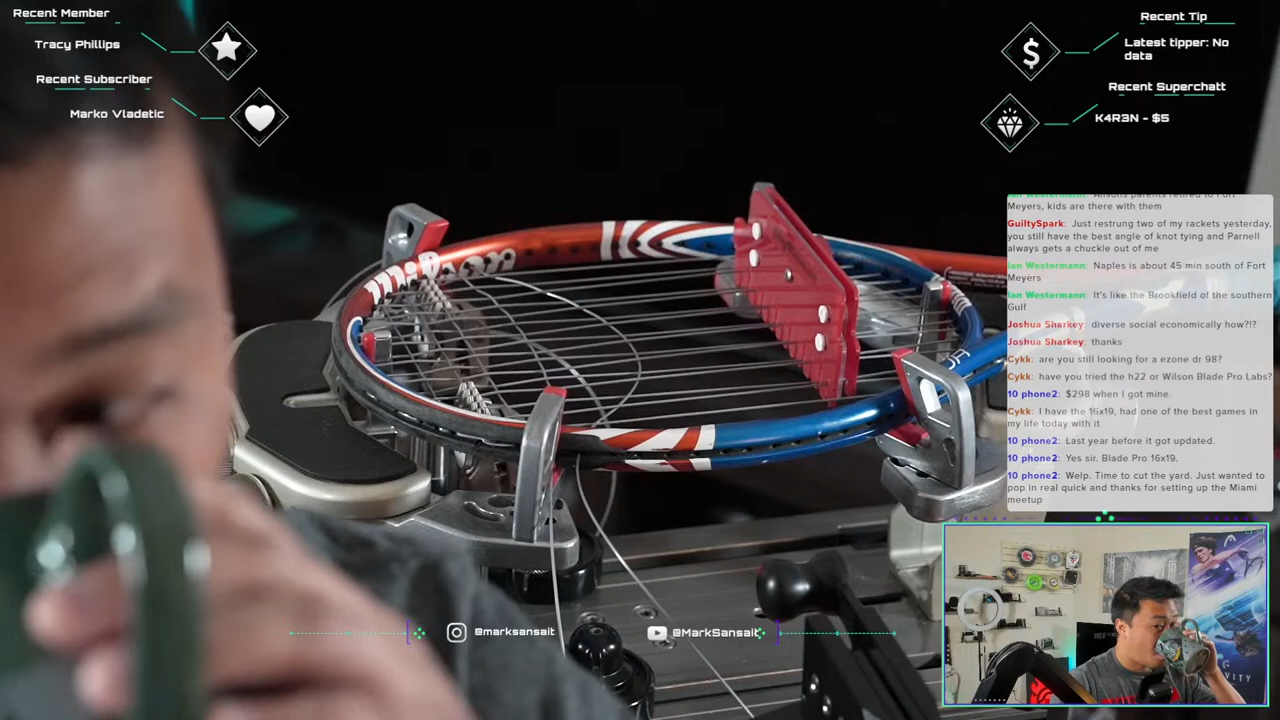 Recent Member
Tracy Phillips
Recent Subscriber
Marko Vladetic
Recent Tip
Latest tipper: No
data
Recent Superchatt
K4R3N - $5
Wilson
Ian Westermann: Alisons parents retired to Fort
Meyers, kids are there with them
GuiltySpark: Just restrung two of my rackets yesterday,
you still have the best angle of knot tying and Parnell
always gets a chuckle out of me
Ian Westermann: Naples is about 45 min south of Fort
Meyers
Ian Westermann: It's like the Brookfield of the southern
Gulf
Joshua Sharkey: diverse social economically how?!?
Joshua Sharkey: thanks
Cykk: are you still looking for a ezone dr 98?
Cykk: have you tried the h22 or Wilson Blade Pro Labs?
10 phone2: $298 when I got mine.
Cykk: I have the 16x19, had one of the best games in
my life today with it
10 phone2: Last year before it got updated.
10 phone2: Yes sir. Blade Pro 16x19.
10 phone2: Welp. Time to cut the yard. Just wanted to
pop in real quick and thanks for setting up the Miami
meetup
@marksansait
@MarkSansait